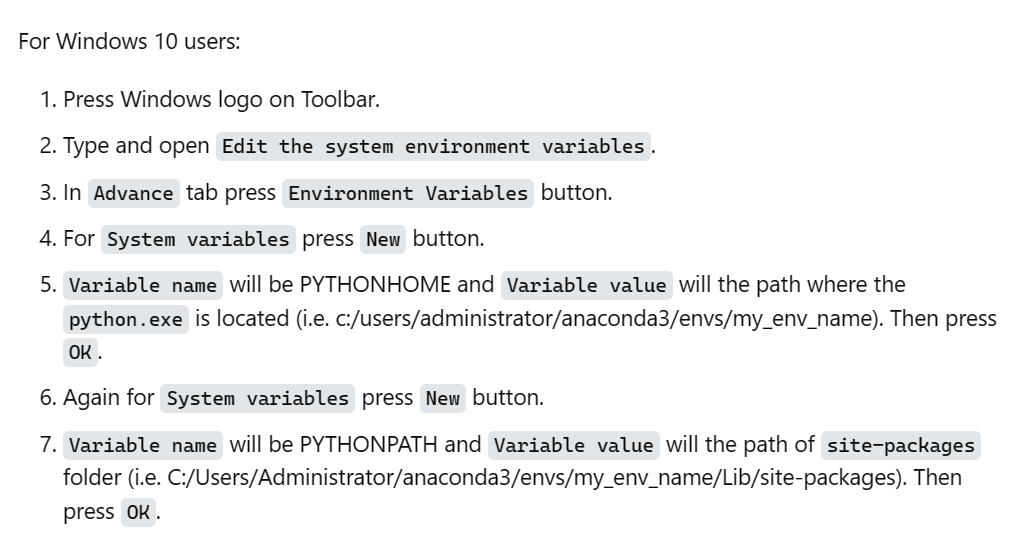 For Windows 10 users:
1. Press Windows logo on Toolbar.
2. Type and open Edit the system environment variables.
3. In Advance tab press Environment Variables button.
4. For System variables press New button.
5. Variable name will be PYTHONHOME and Variable value will the path where the
python.exe is located (i.e. c:/users/administrator/anaconda3/envs/my_env_name). Then press
OK.
6. Again for System variables press New button.
7. Variable name will be PYTHONPATH and Variable value will the path of site-packages
folder (i.e. C:/Users/Administrator/anaconda3/envs/my_env_name/Lib/site-packages). Then
press OK.